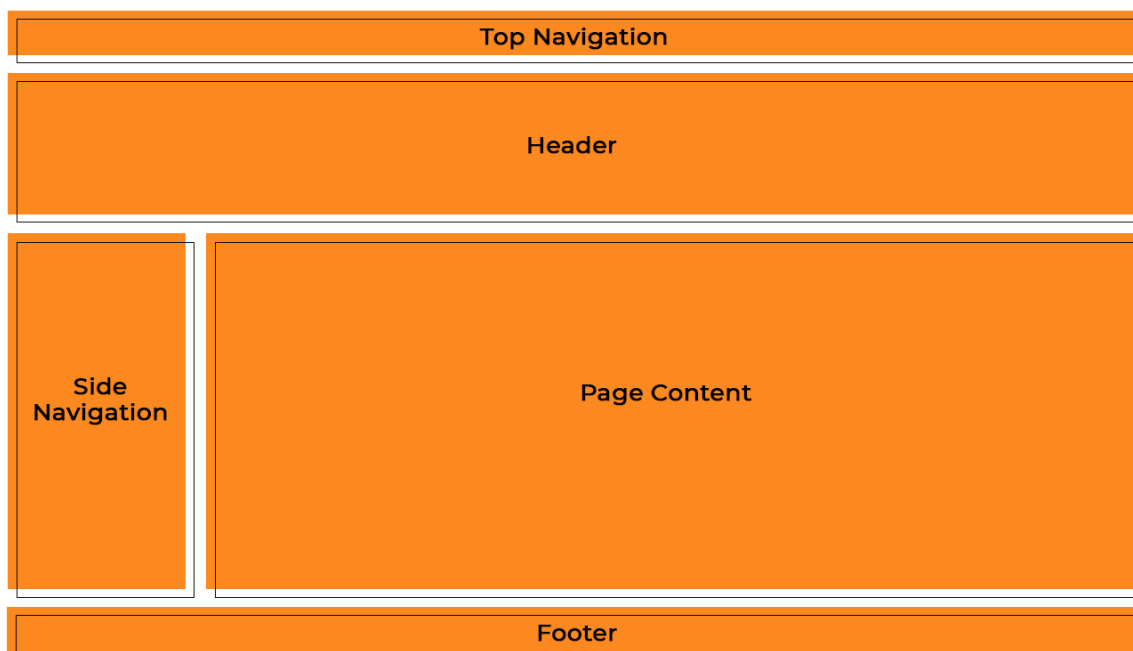 Top Navigation
Header
Side
Navigation
Page Content
Footer